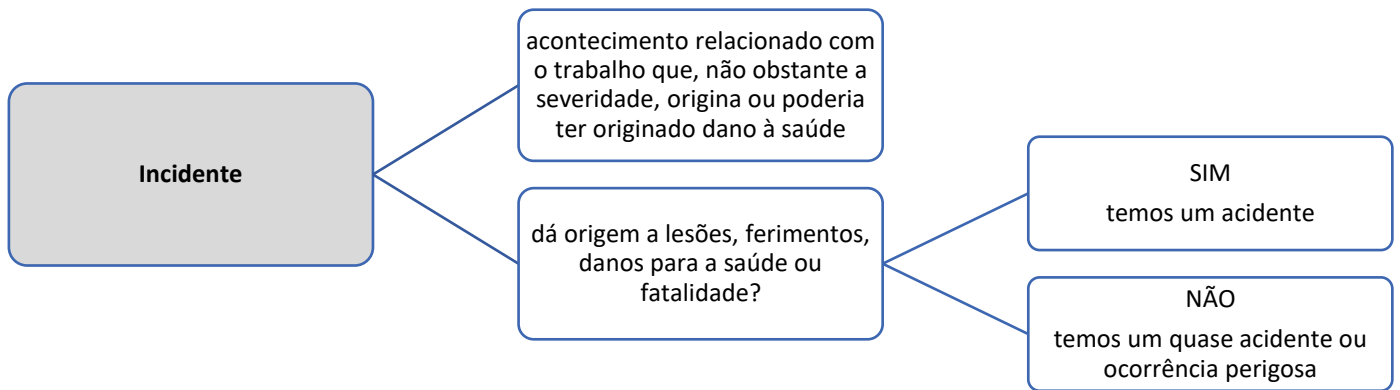 Incidente
acontecimento relacionado com
o trabalho que, não obstante a
severidade, origina ou poderia
ter originado dano à saúde
dá origem a lesões, ferimentos,
danos para a saúde ou
fatalidade?
SIM
temos um acidente
NÃO
temos um quase acidente ou
ocorrência perigosa